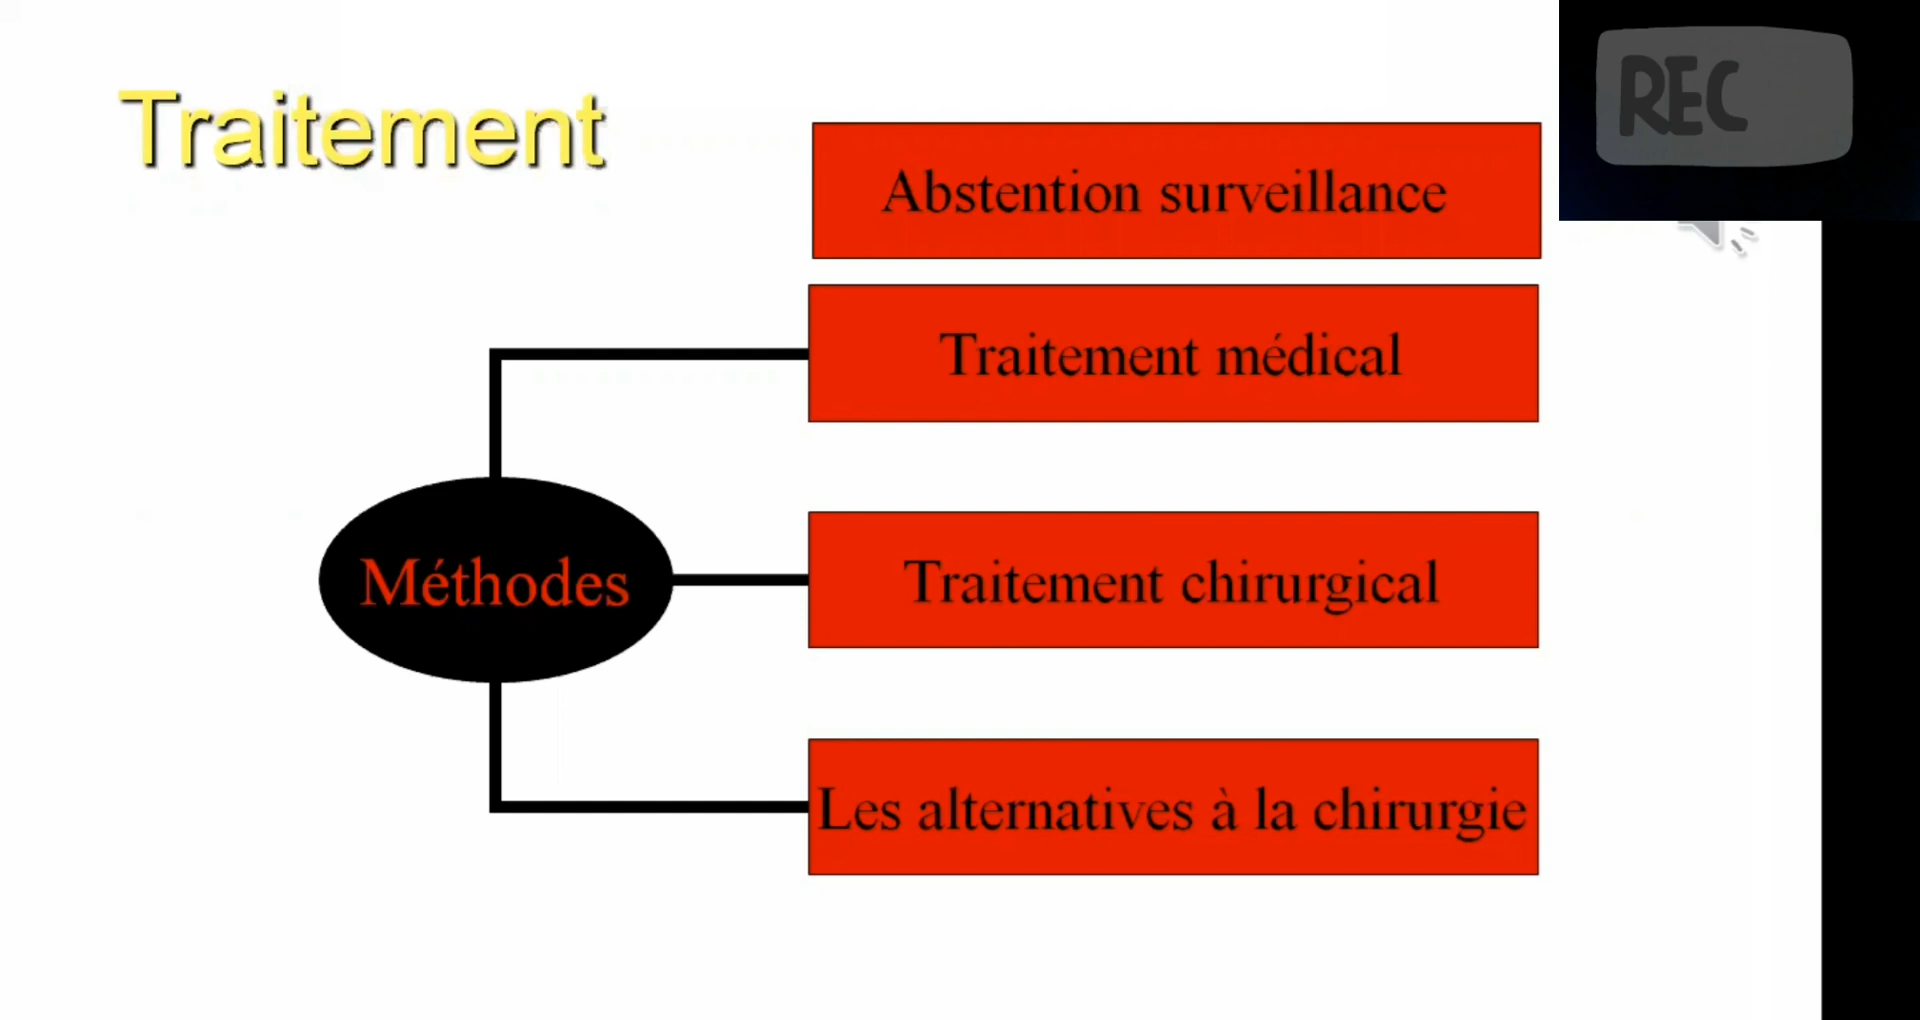 Traitement
REC
Abstention surveillance
Traitement médical
Méthodes
Traitement chirurgical
Les alternatives à la chirurgie